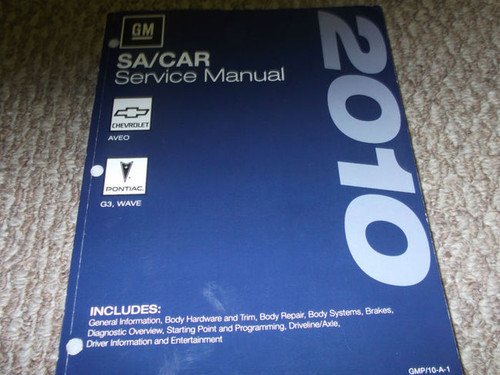 GM
SA/CAR
Service Manual
2010
CHEVROLET
AVEO
PONTIAC.
G3, WAVE
INCLUDES:
General Information, Body Hardware and Trim, Body Repair, Body Systems, Brakes,
Diagnostic Overview, Starting Point and Programming, Driveline/Axle,
Driver Information and Entertainment
GMP/10-A-1